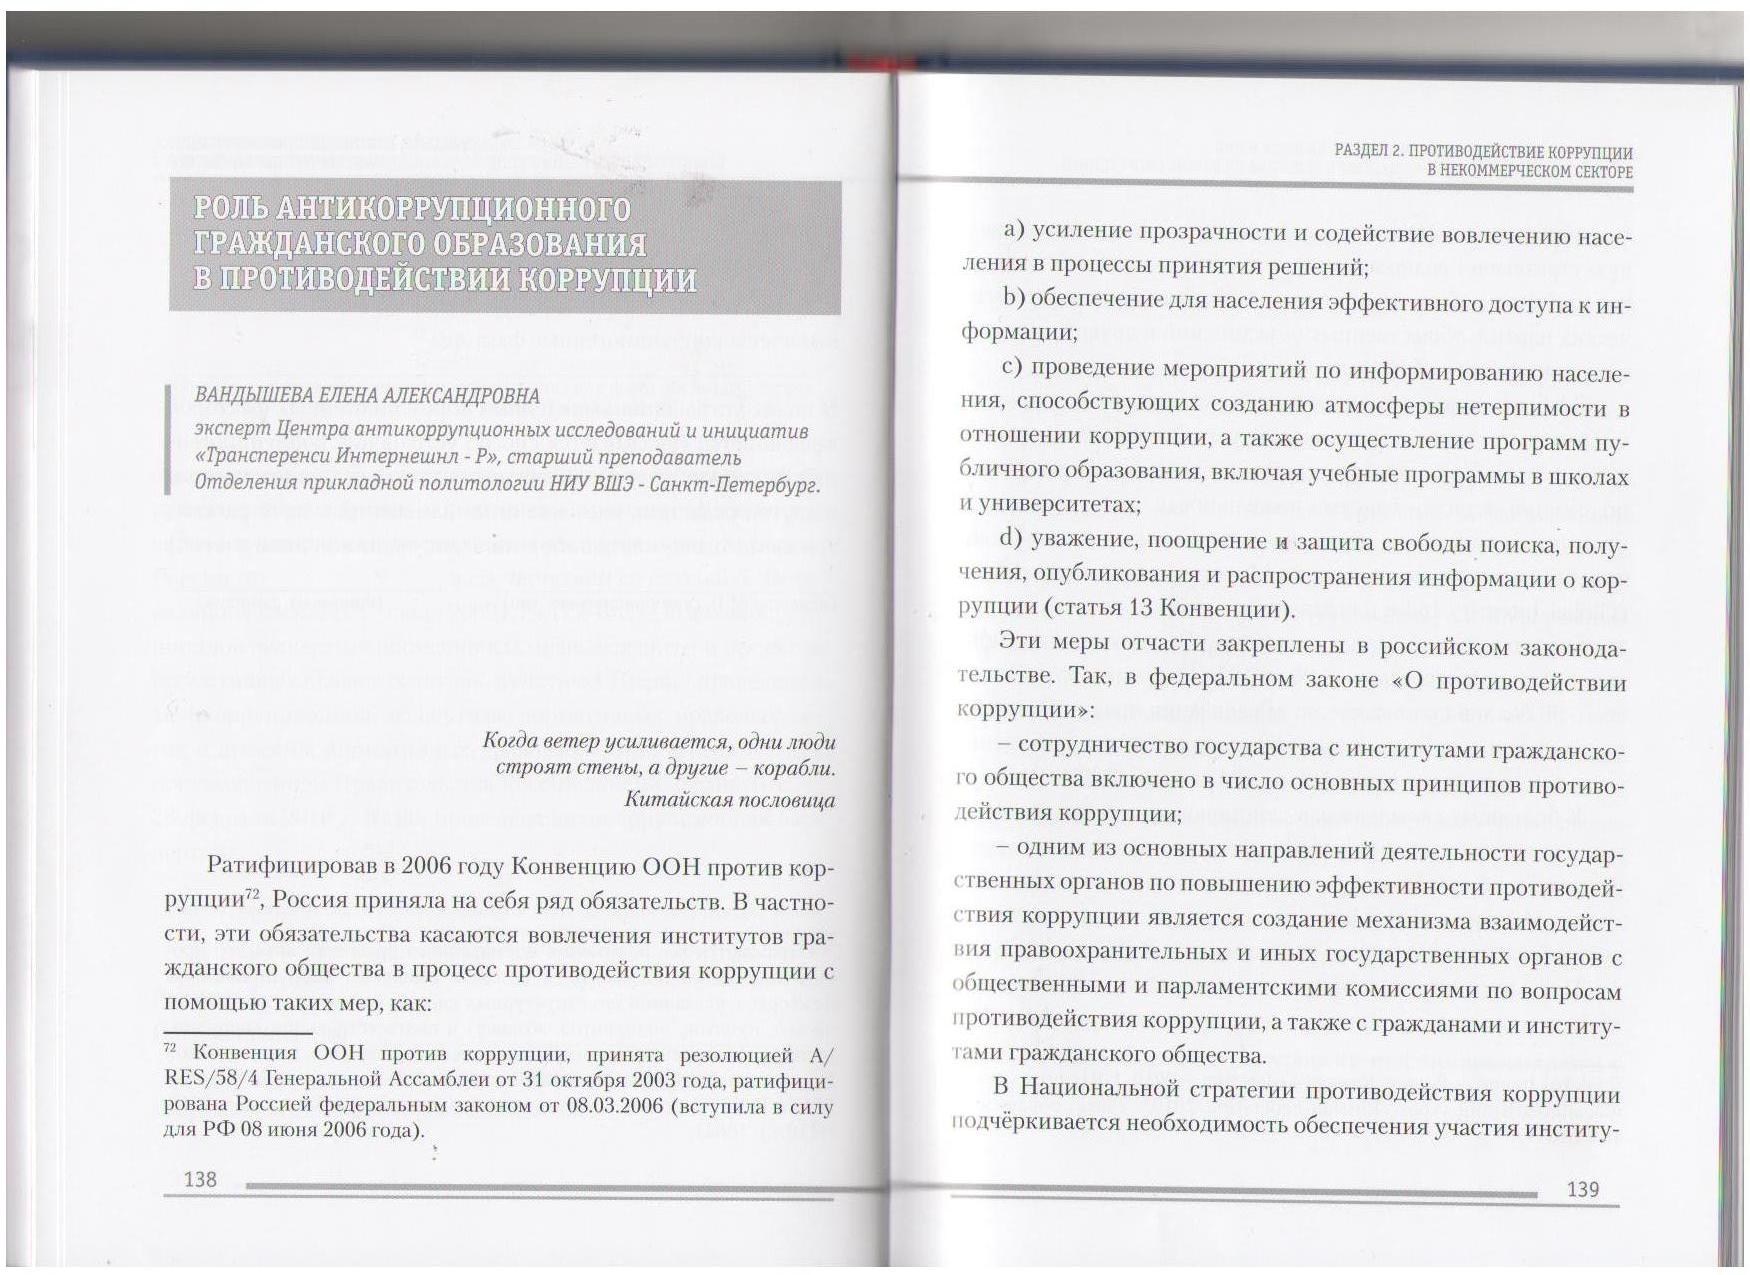 РОЛЬ АНТИКОРРУПЦИОННОГО
ГРАЖДАНСКОГО ОБРАЗОВАНИЯ
В ПРОТИВОДЕЙСТВИИ КОРРУПЦИИ
ВАНДЫШЕВА ЕЛЕНА АЛЕКСАНДРОВНА
эксперт Центра антикоррупционных исследований и инициатив
«Трансперенси Интернешнл - Р», старший преподаватель
Отделения прикладной политологии НИУ ВШЭ - Санкт-Петербург.
Когда ветер усиливается, одни люди
строят стены, а другие – корабли.
Китайская пословица
Ратифицировав в 2006 году Конвенцию ООН против кор-
рупции⁷², Россия приняла на себя ряд обязательств. В частно-
сти, эти обязательства касаются вовлечения институтов гра-
жданского общества в процесс противодействия коррупции с
помощью таких мер, как:
⁷² Конвенция ООН против коррупции, принята резолюцией A/
RES/58/4 Генеральной Ассамблеи от 31 октября 2003 года, ратифици-
рована Россией федеральным законом от 08.03.2006 (вступила в силу
для РФ 08 июня 2006 года).
138
РАЗДЕЛ 2. ПРОТИВОДЕЙСТВИЕ КОРРУПЦИИ
В НЕКОММЕРЧЕСКОМ СЕКТОРЕ
a) усиление прозрачности и содействие вовлечению насе-
ления в процессы принятия решений;
b) обеспечение для населения эффективного доступа к ин-
формации;
c) проведение мероприятий по информированию населе-
ния, способствующих созданию атмосферы нетерпимости в
отношении коррупции, а также осуществление программ пу-
бличного образования, включая учебные программы в школах
и университетах;
d) уважение, поощрение и защита свободы поиска, полу-
чения, опубликования и распространения информации о кор-
рупции (статья 13 Конвенции).
Эти меры отчасти закреплены в российском законода-
тельстве. Так, в федеральном законе «О противодействии
коррупции»:
– сотрудничество государства с институтами гражданско-
го общества включено в число основных принципов противо-
действия коррупции;
– одним из основных направлений деятельности государ-
ственных органов по повышению эффективности противодей-
ствия коррупции является создание механизма взаимодейст-
вия правоохранительных и иных государственных органов с
общественными и парламентскими комиссиями по вопросам
противодействия коррупции, а также с гражданами и институ-
тами гражданского общества.
В Национальной стратегии противодействия коррупции
подчёркивается необходимость обеспечения участия институ-
139